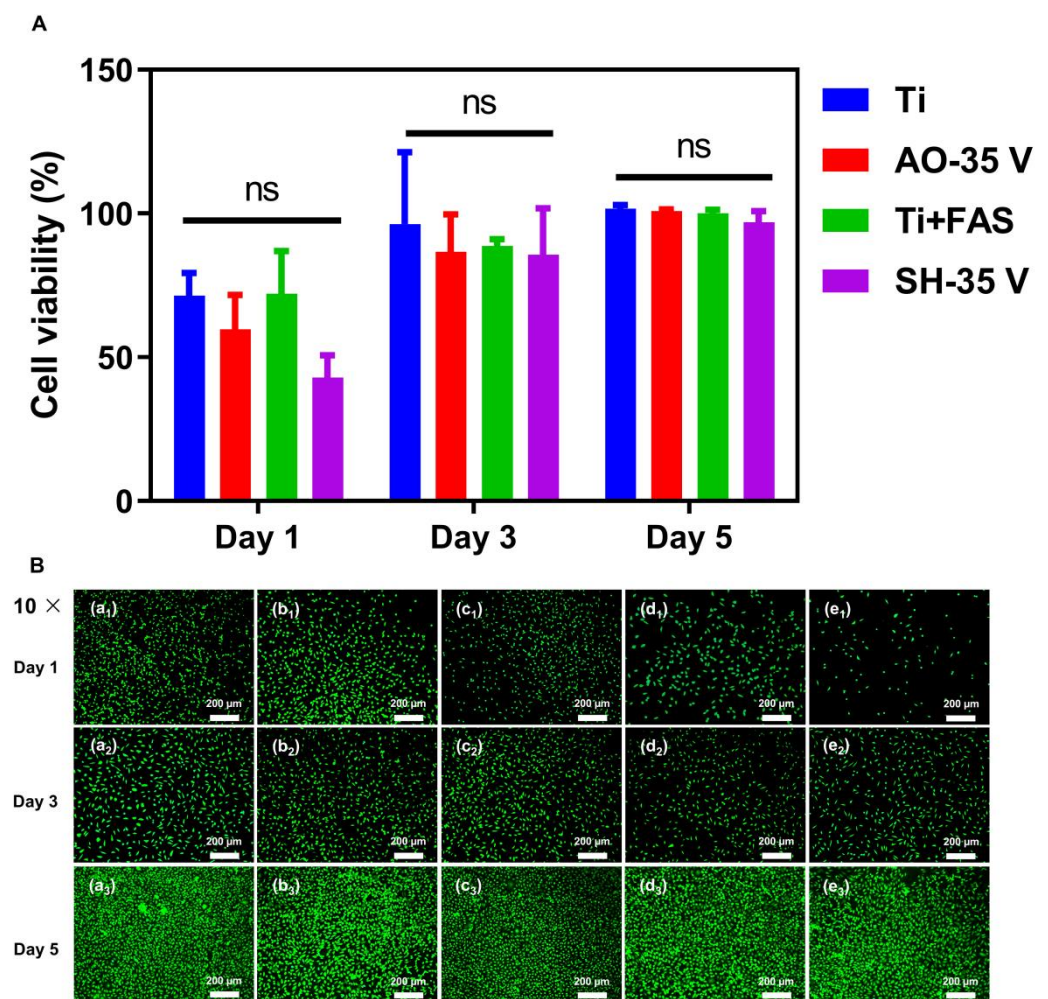 A
150
100
50
0
Cell viability (%)
ns
ns
ns
Day 1
Day 3
Day 5
Ti
AO-35 V
Ti+FAS
SH-35 V
B
10 ×
Day 1
(a₁)
200 μm
(b₁)
200 μm
(c₁)
200 μm
(d₁)
200 μm
(e₁)
200 μm
Day 3
(a₂)
200 μm
(b₂)
200 μm
(c₂)
200 μm
(d₂)
200 μm
(e₂)
200 μm
Day 5
(a₃)
200 μm
(b₃)
200 μm
(c₃)
200 μm
(d₃)
200 μm
(e₃)
200 μm